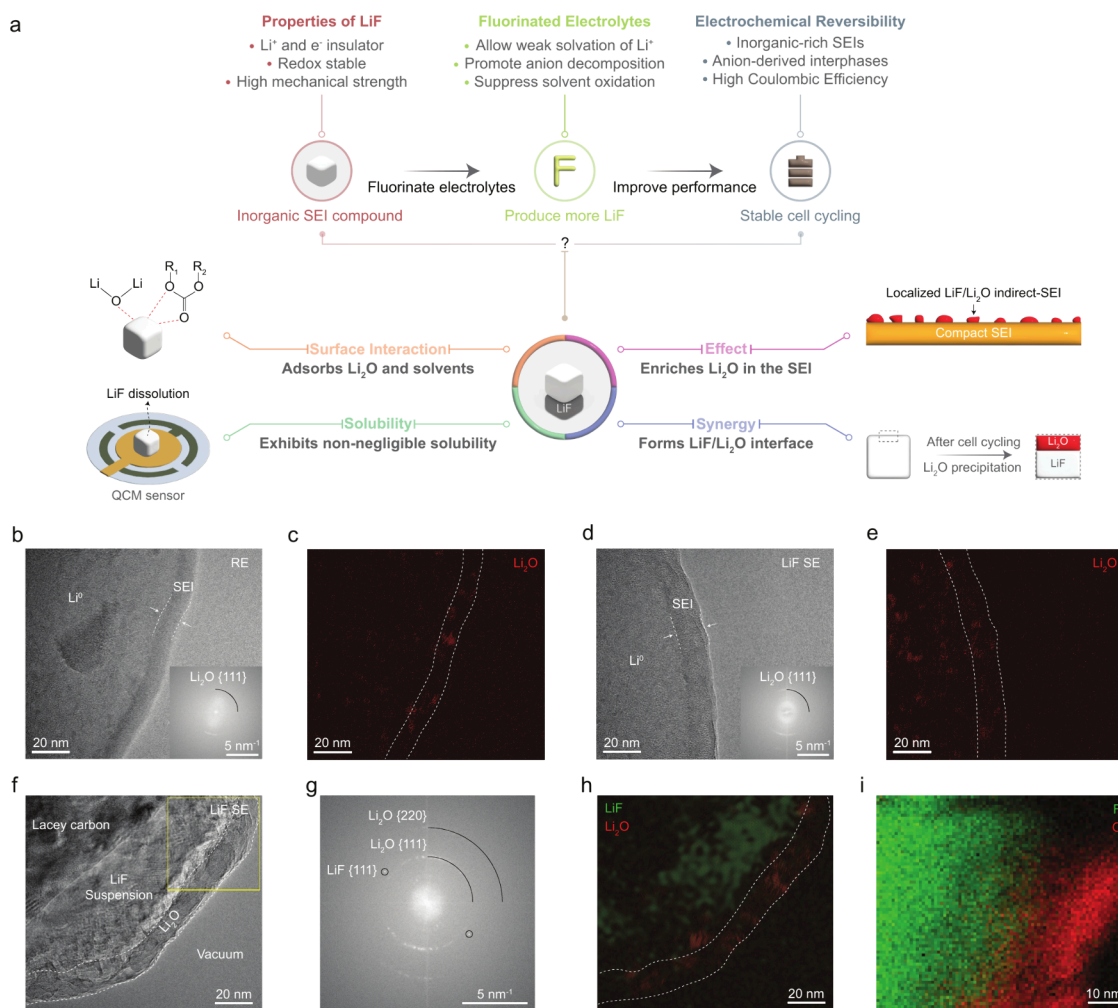 a
Properties of LiF
• Li⁺ and e⁻ insulator
• Redox stable
• High mechanical strength
Fluorinated Electrolytes
• Allow weak solvation of Li⁺
• Promote anion decomposition
• Suppress solvent oxidation
Electrochemical Reversibility
• Inorganic-rich SEIs
• Anion-derived interphases
• High Coulombic Efficiency
Fluorinate electrolytes
F
Improve performance
Inorganic SEI compound
Produce more LiF
Stable cell cycling
?
R₁
R₂
Li
Li
O
O
O
O
Surface Interaction
Adsorbs Li₂O and solvents
LiF dissolution
Solubility
Exhibits non-negligible solubility
QCM sensor
LiF
Effect
Enriches Li₂O in the SEI
Localized LiF/Li₂O indirect-SEI
Compact SEI
Synergy
Forms LiF/Li₂O interface
After cell cycling
Li₂O precipitation
Li₂O
LiF
b
RE
SEI
Li⁰
Li₂O {111}
20 nm
5 nm⁻¹
c
Li₂O
20 nm
d
LiF SE
SEI
Li⁰
Li₂O {111}
20 nm
5 nm⁻¹
e
Li₂O
20 nm
f
LiF SE
Lacey carbon
LiF
Suspension
Li₂O
Vacuum
20 nm
g
Li₂O {220}
Li₂O {111}
LiF {111}
5 nm⁻¹
h
LiF
Li₂O
20 nm
i
10 nm